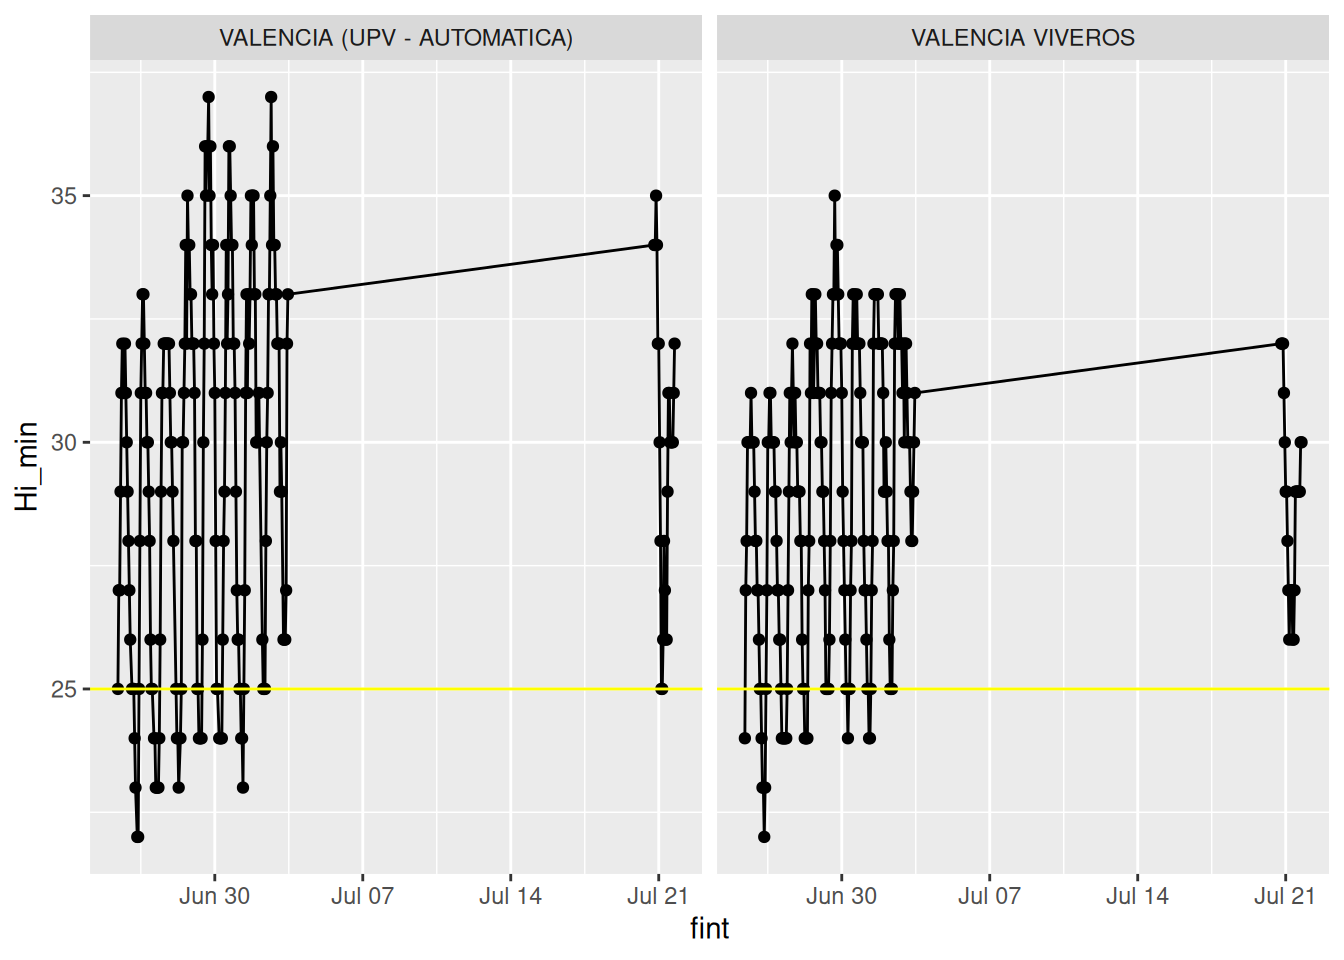 VALENCIA (UPV - AUTOMATICA)
VALENCIA VIVEROS
35
30
25
Hi_min
Jun 30
Jul 07
Jul 14
Jul 21
Jun 30
Jul 07
Jul 14
Jul 21
fint